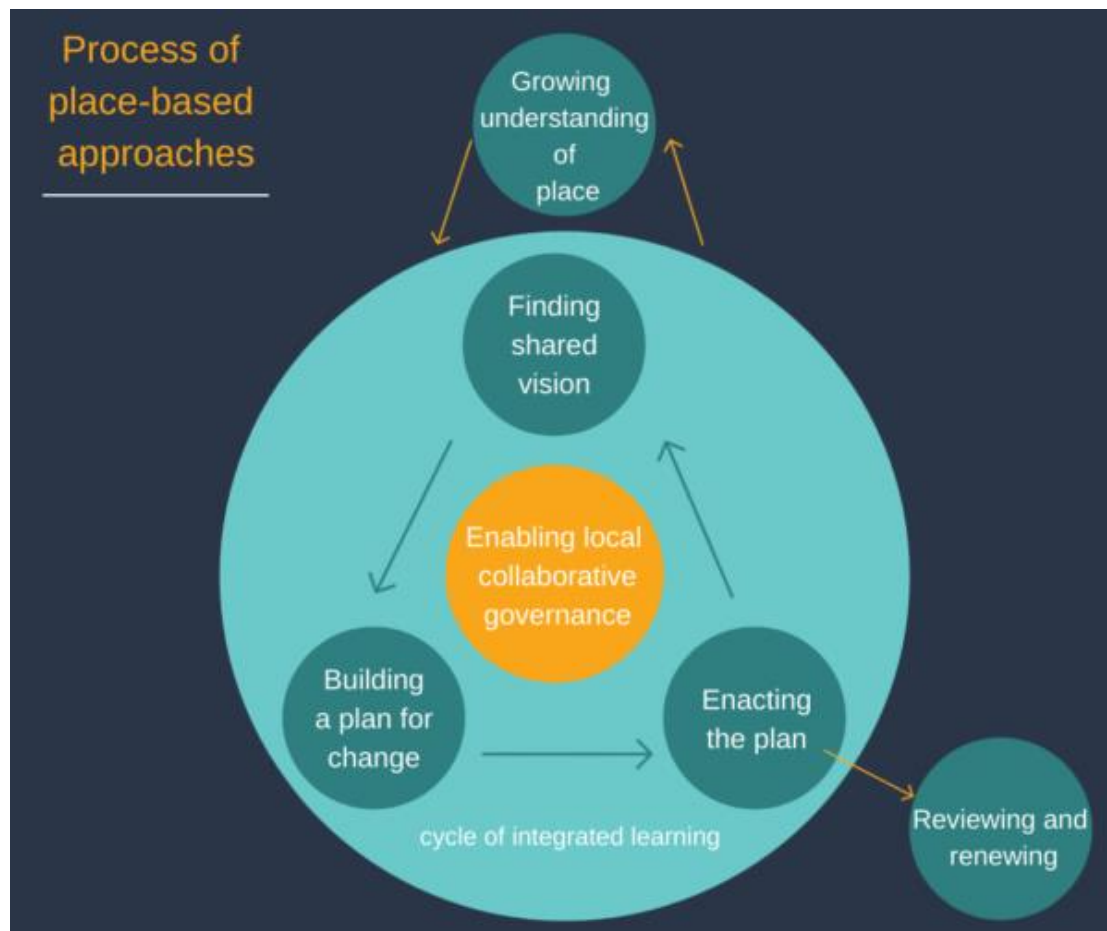 Process of
place-based
approaches
Growing
understanding
of
place
Finding
shared
vision
Enabling local
collaborative
governance
Building
a plan for
change
Enacting
the plan
cycle of integrated learning
Reviewing and
renewing